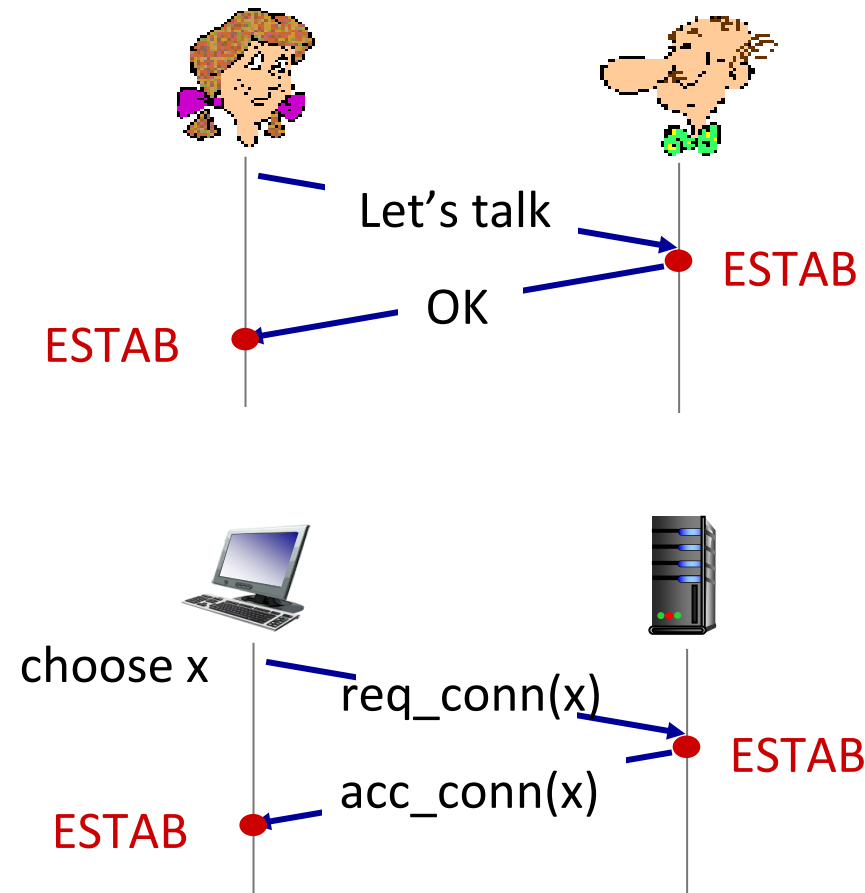 Let’s talk
ESTAB
OK
ESTAB
choose x
req_conn(x)
ESTAB
acc_conn(x)
ESTAB